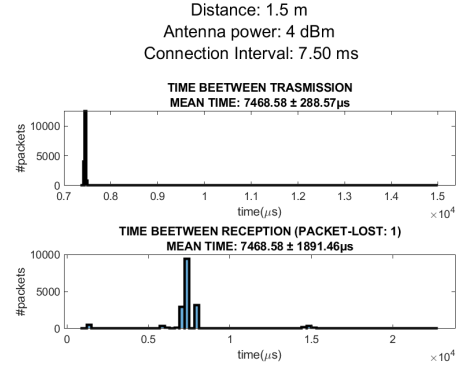 Distance: 1.5 m
Antenna power: 4 dBm
Connection Interval: 7.50 ms
TIME BEETWEEN TRASMISSION
MEAN TIME: 7468.58 ± 288.57µs
10000
5000
0
#packets
0.7 0.8 0.9 1 1.1 1.2 1.3 1.4 1.5
time(µs)
×10⁴
TIME BEETWEEN RECEPTION (PACKET-LOST: 1)
MEAN TIME: 7468.58 ± 1891.46µs
10000
5000
0
#packets
0 0.5 1 1.5 2
time(µs)
×10⁴